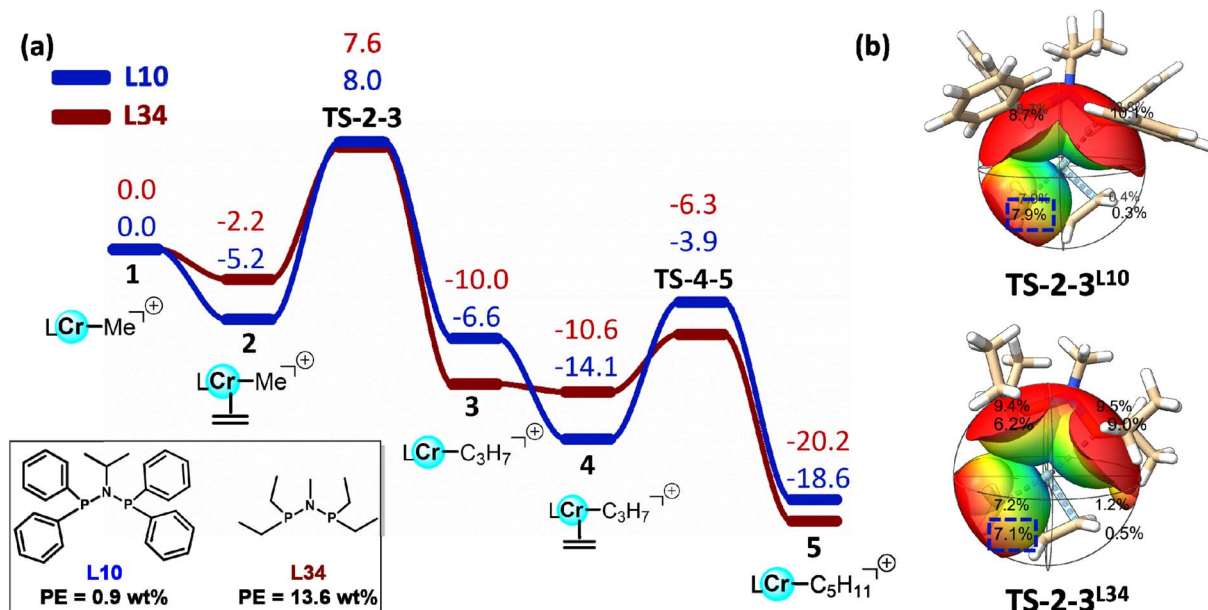 (a)
L10
L34
7.6
8.0
TS-2-3
0.0
0.0
1
LCr-Me⁺
-2.2
-5.2
2
LCr-Me⁺
-10.0
-6.6
3
LCr-C₃H₇⁺
-10.6
-14.1
4
LCr-C₃H₇⁺
-6.3
-3.9
TS-4-5
-20.2
-18.6
5
LCr-C₅H₁₁⁺
P N P
L10
PE = 0.9 wt%
P N P
L34
PE = 13.6 wt%
(b)
8.7%
10.1%
7.9%
0.4%
0.3%
TS-2-3ᴸ¹⁰
9.4%
9.5%
6.2%
9.0%
7.2%
1.2%
7.1%
0.5%
TS-2-3ᴸ³⁴